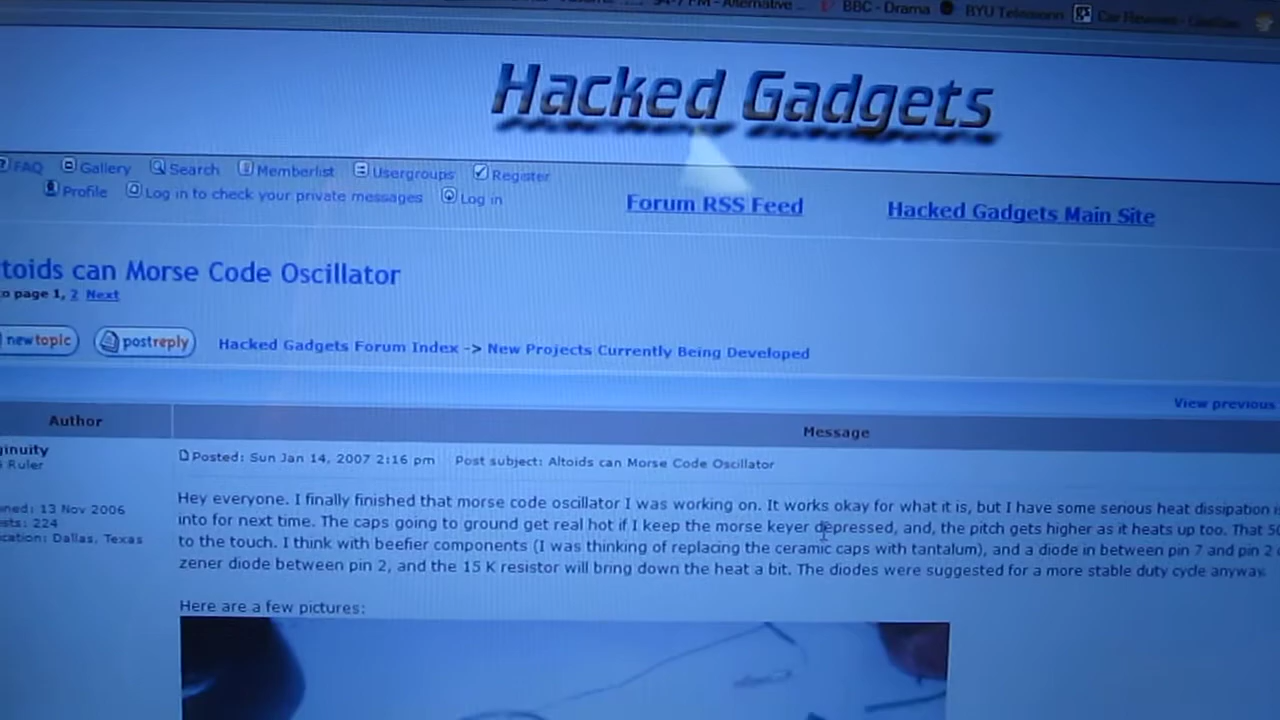 BBC - Drama BYU Television
Hacked Gadgets
FAQ Gallery Search Memberlist Usergroups Register
Profile Log in to check your private messages Log in
Forum RSS Feed Hacked Gadgets Main Site
toids can Morse Code Oscillator
o page 1, 2 Next
newtopic postreply Hacked Gadgets Forum Index -> New Projects Currently Being Developed
View previous
Author Message
ginuity
Ruler
Posted: Sun Jan 14, 2007 2:16 pm Post subject: Altoids can Morse Code Oscillator
ned: 13 Nov 2006
sts: 224
cation: Dallas, Texas
Hey everyone. I finally finished that morse code oscillator I was working on. It works okay for what it is, but I have some serious heat dissipation
into for next time. The caps going to ground get real hot if I keep the morse keyer depressed, and, the pitch gets higher as it heats up too. That
to the touch. I think with beefier components (I was thinking of replacing the ceramic caps with tantalum), and a diode in between pin 7 and pin 2
zener diode between pin 2, and the 15 K resistor will bring down the heat a bit. The diodes were suggested for a more stable duty cycle anyway.
Here are a few pictures: